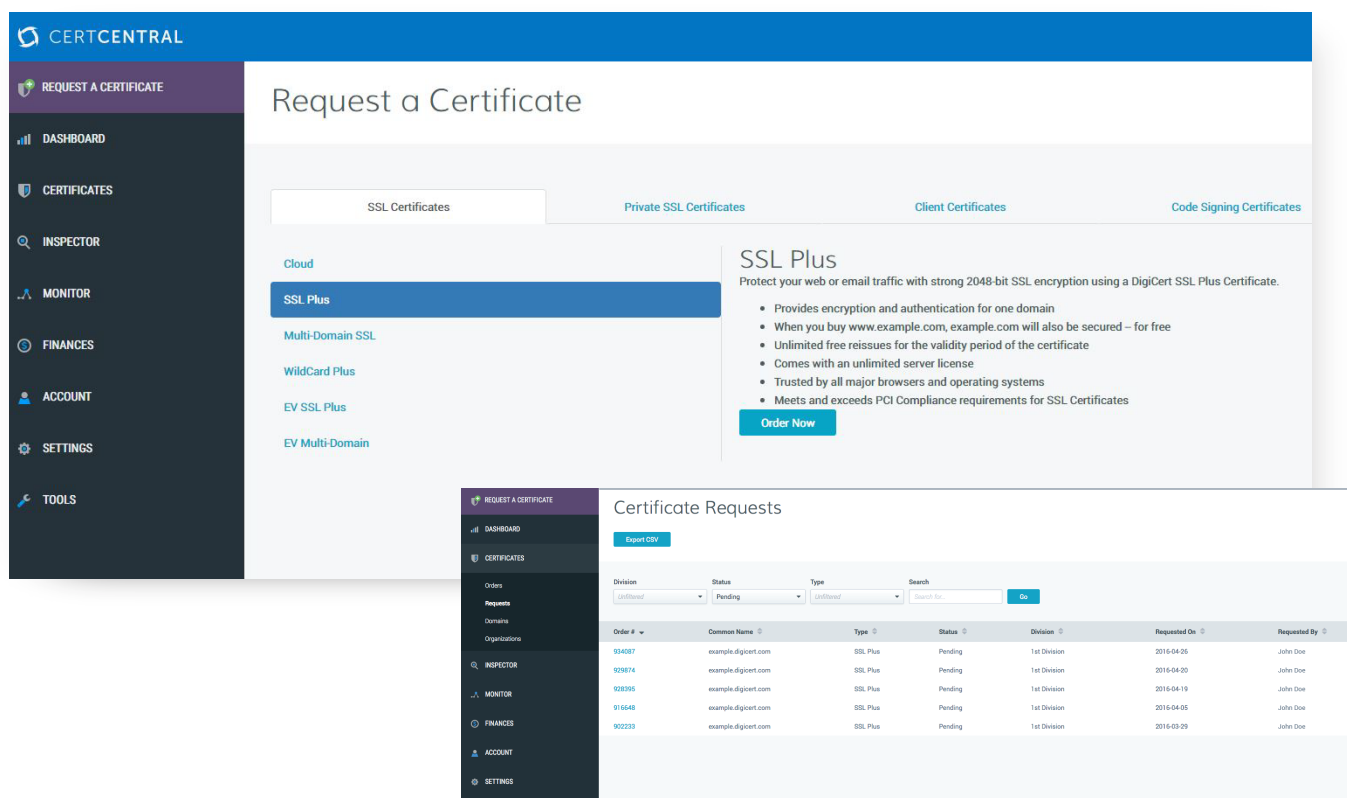 CERTCENTRAL
REQUEST A CERTIFICATE
DASHBOARD
CERTIFICATES
INSPECTOR
MONITOR
FINANCES
ACCOUNT
SETTINGS
TOOLS
Request a Certificate
SSL Certificates Private SSL Certificates Client Certificates Code Signing Certificates
Cloud
SSL Plus
Multi-Domain SSL
WildCard Plus
EV SSL Plus
EV Multi-Domain
SSL Plus
Protect your web or email traffic with strong 2048-bit SSL encryption using a DigiCert SSL Plus Certificate.
• Provides encryption and authentication for one domain
• When you buy www.example.com, example.com will also be secured – for free
• Unlimited free reissues for the validity period of the certificate
• Comes with an unlimited server license
• Trusted by all major browsers and operating systems
• Meets and exceeds PCI Compliance requirements for SSL Certificates
Order Now
REQUEST A CERTIFICATE
DASHBOARD
CERTIFICATES
Orders
Requests
Domains
Organizations
INSPECTOR
MONITOR
FINANCES
ACCOUNT
SETTINGS
Certificate Requests
Export CSV
Division Status Type Search
Unfiltered Pending Unfiltered Search for... Go
Order # Common Name Type Status Division Requested On Requested By
934087 example.digicert.com SSL Plus Pending 1st Division 2016-04-26 John Doe
929874 example.digicert.com SSL Plus Pending 1st Division 2016-04-20 John Doe
928395 example.digicert.com SSL Plus Pending 1st Division 2016-04-19 John Doe
916648 example.digicert.com SSL Plus Pending 1st Division 2016-04-05 John Doe
902233 example.digicert.com SSL Plus Pending 1st Division 2016-03-29 John Doe